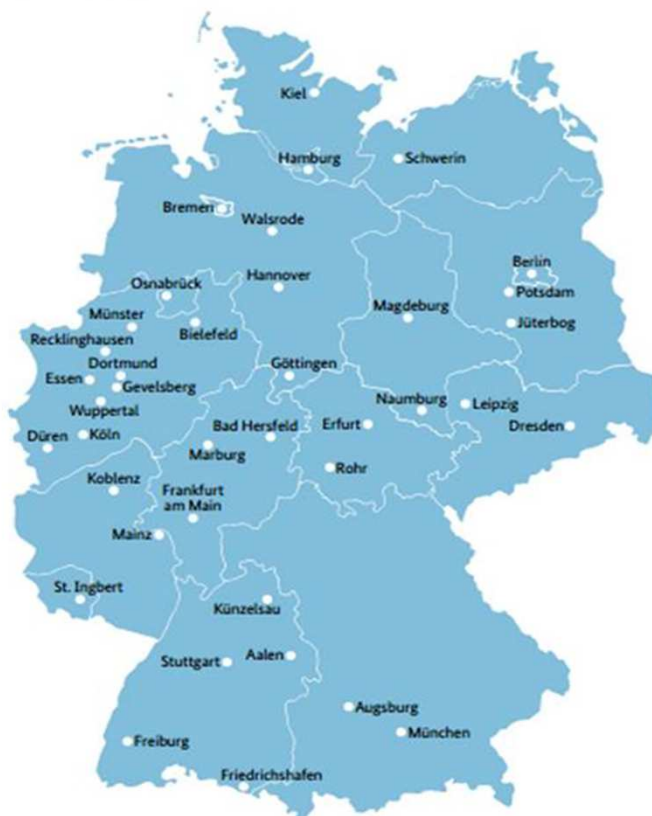 Kiel
Hamburg
Schwerin
Bremen
Walsrode
Berlin
Osnabrück
Hannover
Potsdam
Münster
Bielefeld
Magdeburg
Jüterbog
Recklinghausen
Dortmund
Göttingen
Essen
Gevelsberg
Naumburg
Leipzig
Wuppertal
Bad Hersfeld
Erfurt
Dresden
Düren
Köln
Marburg
Rohr
Koblenz
Frankfurt
am Main
Mainz
St. Ingbert
Künzelsau
Stuttgart
Aalen
Augsburg
München
Freiburg
Friedrichshafen